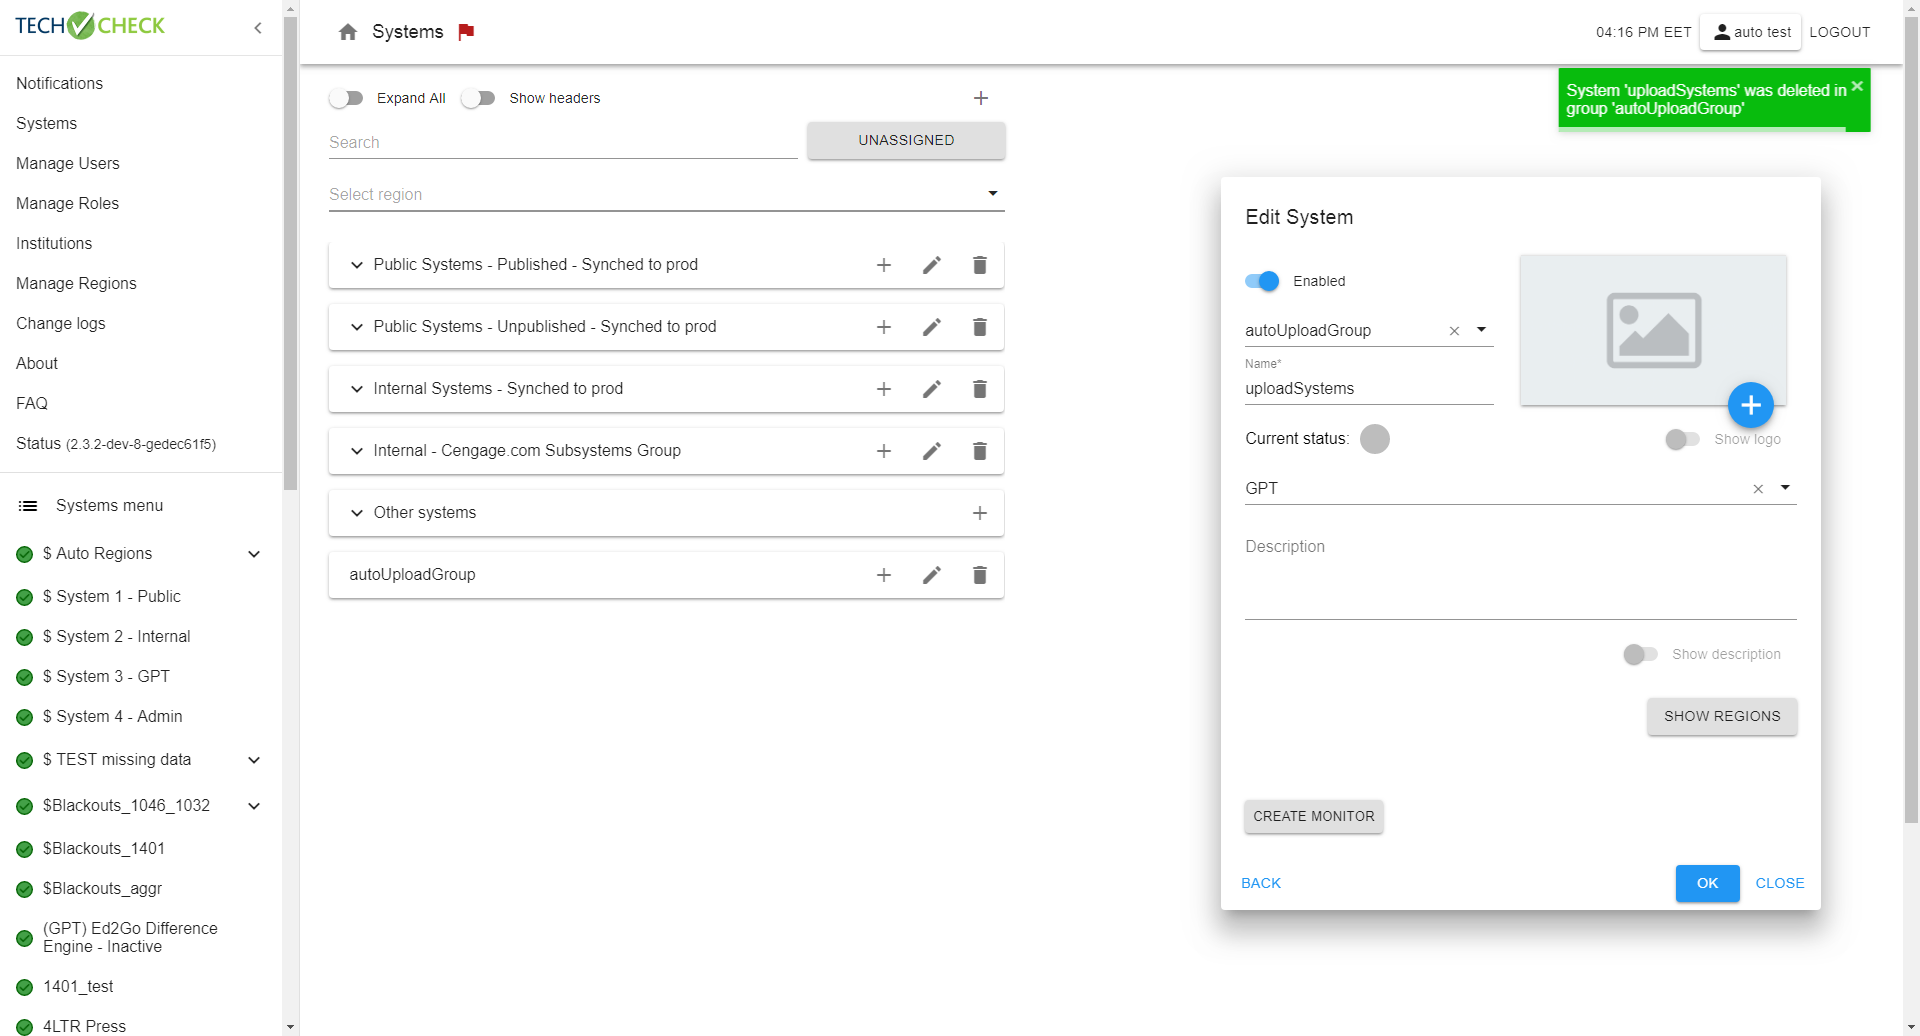 TECH CHECK
Notifications
Systems
Manage Users
Manage Roles
Institutions
Manage Regions
Change logs
About
FAQ
Status (2.3.2-dev-8-gedec61f5)
Systems menu
$ Auto Regions
$ System 1 - Public
$ System 2 - Internal
$ System 3 - GPT
$ System 4 - Admin
$ TEST missing data
$Blackouts_1046_1032
$Blackouts_1401
$Blackouts_aggr
(GPT) Ed2Go Difference
Engine - Inactive
1401_test
4LTR Press
Systems
04:16 PM EET
auto test
LOGOUT
Expand All
Show headers
Search
UNASSIGNED
Select region
Public Systems - Published - Synched to prod
Public Systems - Unpublished - Synched to prod
Internal Systems - Synched to prod
Internal - Cengage.com Subsystems Group
Other systems
autoUploadGroup
System 'uploadSystems' was deleted in
group 'autoUploadGroup'
Edit System
Enabled
autoUploadGroup
Name*
uploadSystems
Current status:
Show logo
GPT
Description
Show description
SHOW REGIONS
CREATE MONITOR
BACK
OK
CLOSE